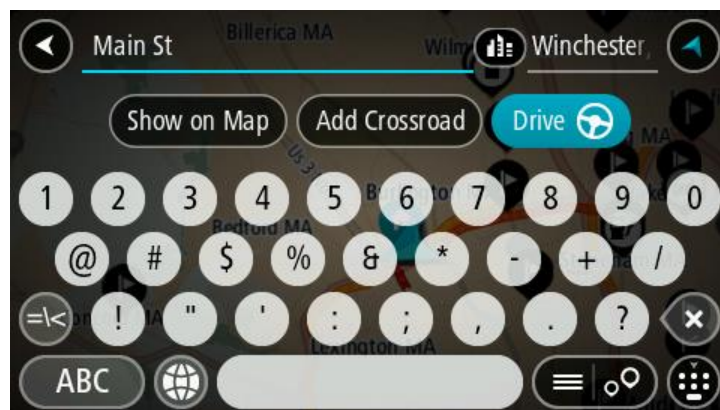 Main St Winchester,
Billerica MA
Show on Map Add Crossroad Drive
1 2 3 4 5 6 7 8 9 0
Bedford MA
@ # $ % & * - + /
=\< ! " ' : ; , . ? ×
Lexington MA
ABC